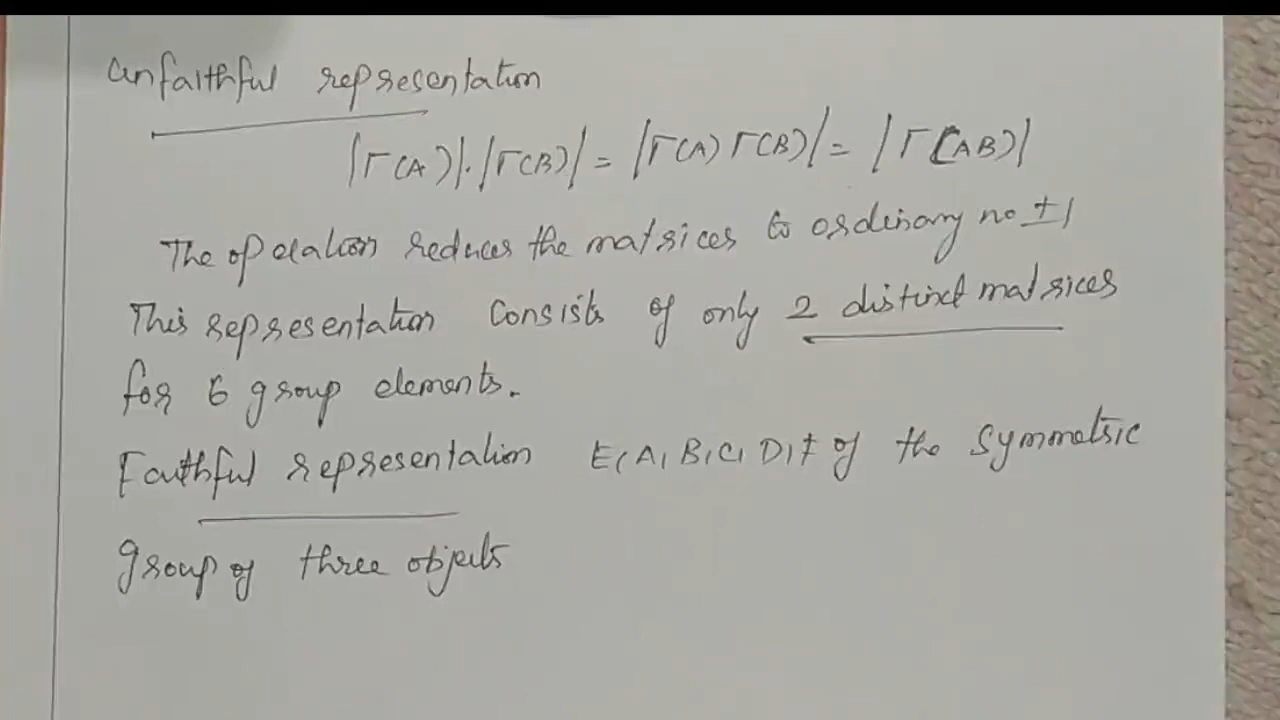 Unfaithful representation
|Γ(A)|.|Γ(B)| = |Γ(A) Γ(B)| = |Γ(AB)|
The operation reduces the matrices to ordinary no ±1
This representation consists of only 2 distinct matrices
for 6 group elements.
Faithful representation E, A, B, C, D, F of the symmetric
group of three objects